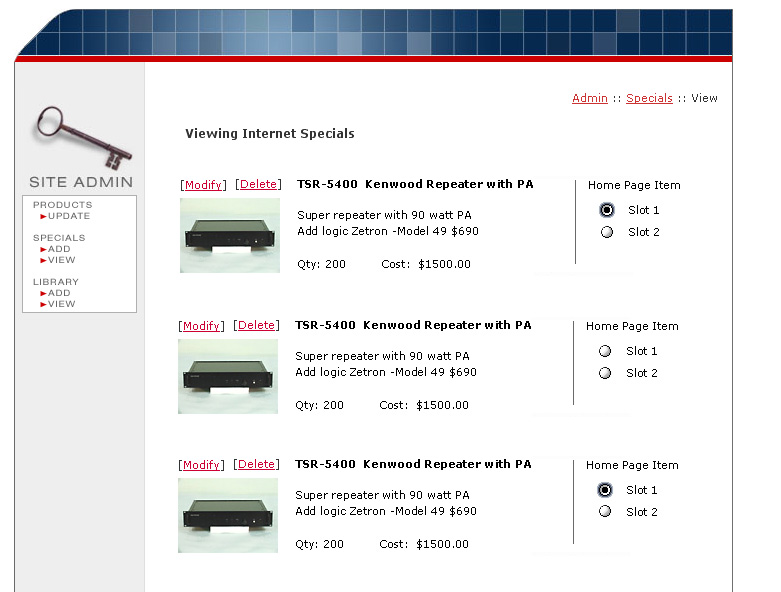 Admin :: Specials :: View
Viewing Internet Specials
SITE ADMIN
PRODUCTS
UPDATE
SPECIALS
ADD
VIEW
LIBRARY
ADD
VIEW
[Modify] [Delete] TSR-5400 Kenwood Repeater with PA
Super repeater with 90 watt PA
Add logic Zetron -Model 49 $690
Qty: 200 Cost: $1500.00
Home Page Item
Slot 1
Slot 2
[Modify] [Delete] TSR-5400 Kenwood Repeater with PA
Super repeater with 90 watt PA
Add logic Zetron -Model 49 $690
Qty: 200 Cost: $1500.00
Home Page Item
Slot 1
Slot 2
[Modify] [Delete] TSR-5400 Kenwood Repeater with PA
Super repeater with 90 watt PA
Add logic Zetron -Model 49 $690
Qty: 200 Cost: $1500.00
Home Page Item
Slot 1
Slot 2